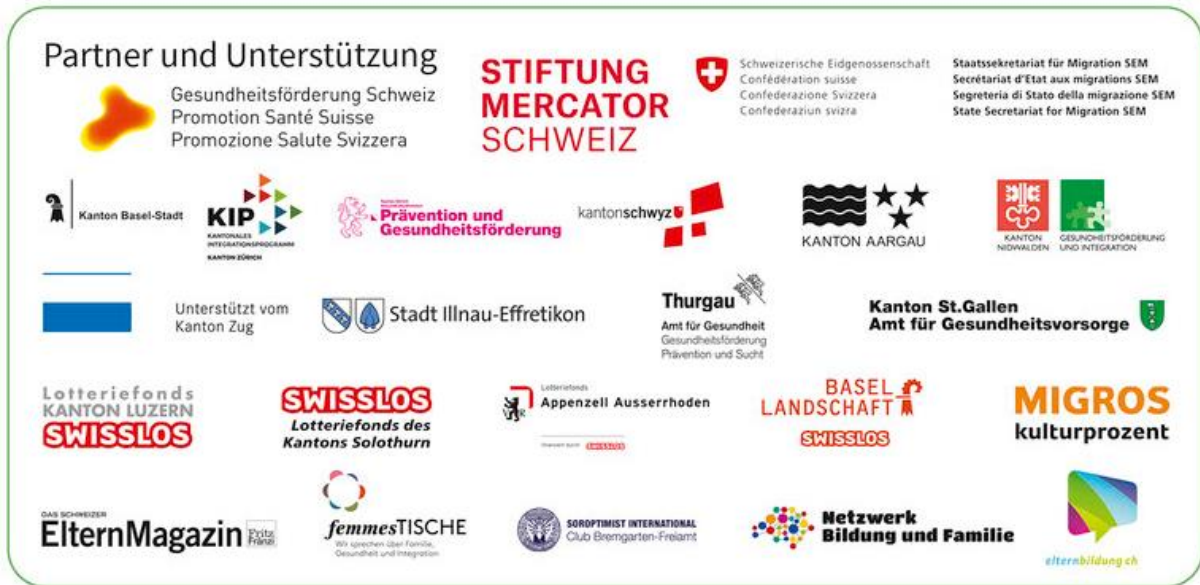 Partner und Unterstützung
Gesundheitsförderung Schweiz
Promotion Santé Suisse
Promozione Salute Svizzera
STIFTUNG
MERCATOR
SCHWEIZ
Schweizerische Eidgenossenschaft
Confédération suisse
Confederazione Svizzera
Confederaziun svizra
Staatssekretariat für Migration SEM
Secrétariat d'Etat aux migrations SEM
Segreteria di Stato della migrazione SEM
State Secretariat for Migration SEM
Kanton Basel-Stadt
KIP
KANTONALES
INTEGRATIONSPROGRAMM
KANTON ZÜRICH
Prävention und
Gesundheitsförderung
kantonschwyz
KANTON AARGAU
KANTON
NIDWALDEN
GESUNDHEITSFÖRDERUNG
UND INTEGRATION
Unterstützt vom
Kanton Zug
Stadt Illnau-Effretikon
Thurgau
Amt für Gesundheit
Gesundheitsförderung
Prävention und Sucht
Kanton St.Gallen
Amt für Gesundheitsvorsorge
Lotteriefonds
KANTON LUZERN
SWISSLOS
SWISSLOS
Lotteriefonds des
Kantons Solothurn
Lotteriefonds
Appenzell Ausserrhoden
SWISSLOS
BASEL
LANDSCHAFT
SWISSLOS
MIGROS
kulturprozent
DAS SCHWEIZER
ElternMagazin
Fritz+
Fränzi
femmesTISCHE
Wir sprechen über Familie,
Gesundheit und Integration
SOROPTIMIST INTERNATIONAL
Club Bremgarten-Freiamt
Netzwerk
Bildung und Familie
elternbildung ch